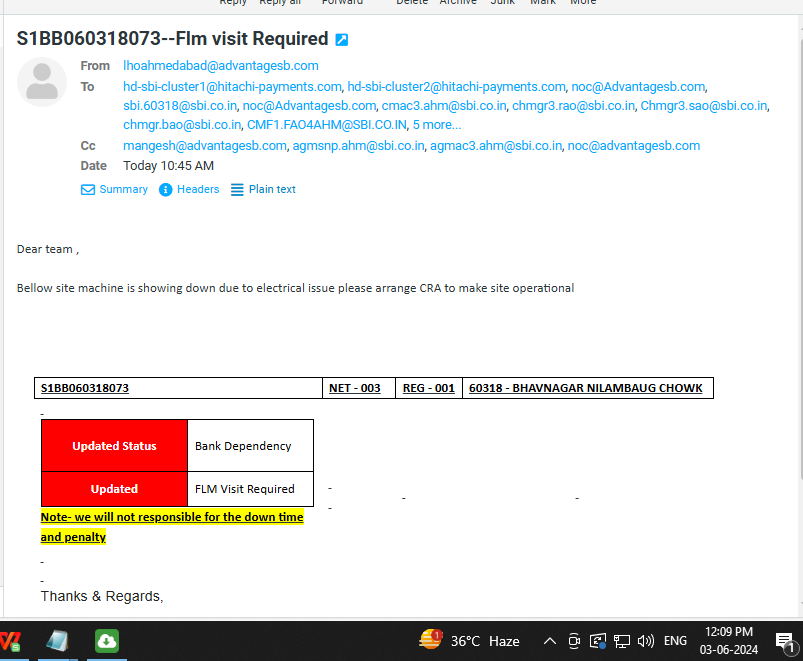 Reply Reply all Forward Delete Archive Junk Mark More
S1BB060318073--Flm visit Required
From lhoahmedabad@advantagesb.com
To hd-sbi-cluster1@hitachi-payments.com, hd-sbi-cluster2@hitachi-payments.com, noc@Advantagesb.com,
sbi.60318@sbi.co.in, noc@Advantagesb.com, cmac3.ahm@sbi.co.in, chmgr3.rao@sbi.co.in, Chmgr3.sao@sbi.co.in,
chmgr.bao@sbi.co.in, CMF1.FAO4AHM@SBI.CO.IN, 5 more...
Cc mangesh@advantagesb.com, agmsnp.ahm@sbi.co.in, agmac3.ahm@sbi.co.in, noc@advantagesb.com
Date Today 10:45 AM
Summary Headers Plain text
Dear team ,
Bellow site machine is showing down due to electrical issue please arrange CRA to make site operational
S1BB060318073 NET - 003 REG - 001 60318 - BHAVNAGAR NILAMBAUG CHOWK
-
Updated Status Bank Dependency
Updated FLM Visit Required - - -
-
Note- we will not responsible for the down time
and penalty
-
-
Thanks & Regards,
1 36°C Haze ENG 12:09 PM
03-06-2024 1